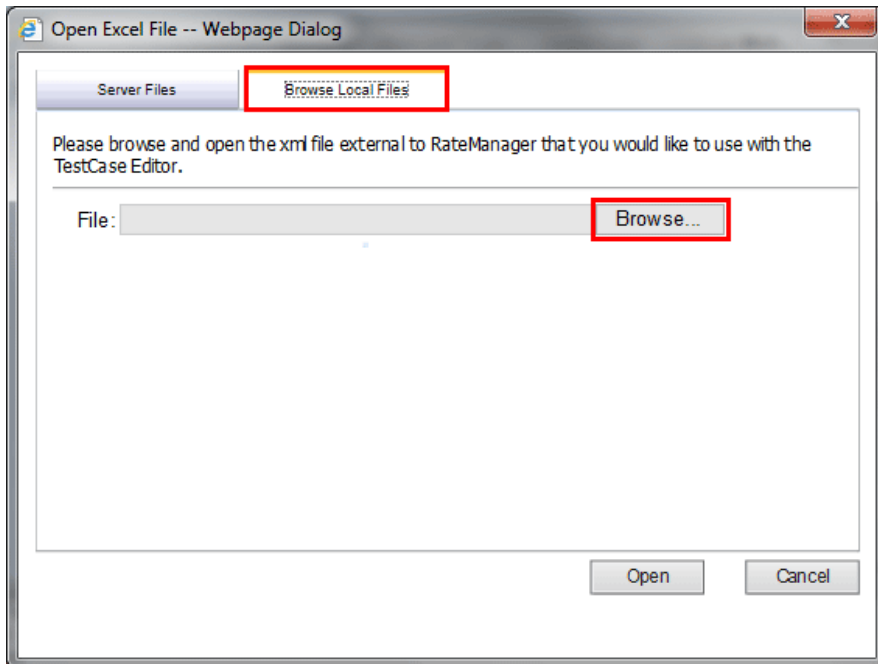 Open Excel File -- Webpage Dialog
X
Server Files
Browse Local Files
Please browse and open the xml file external to RateManager that you would like to use with the
TestCase Editor.
File:
Browse...
Open
Cancel